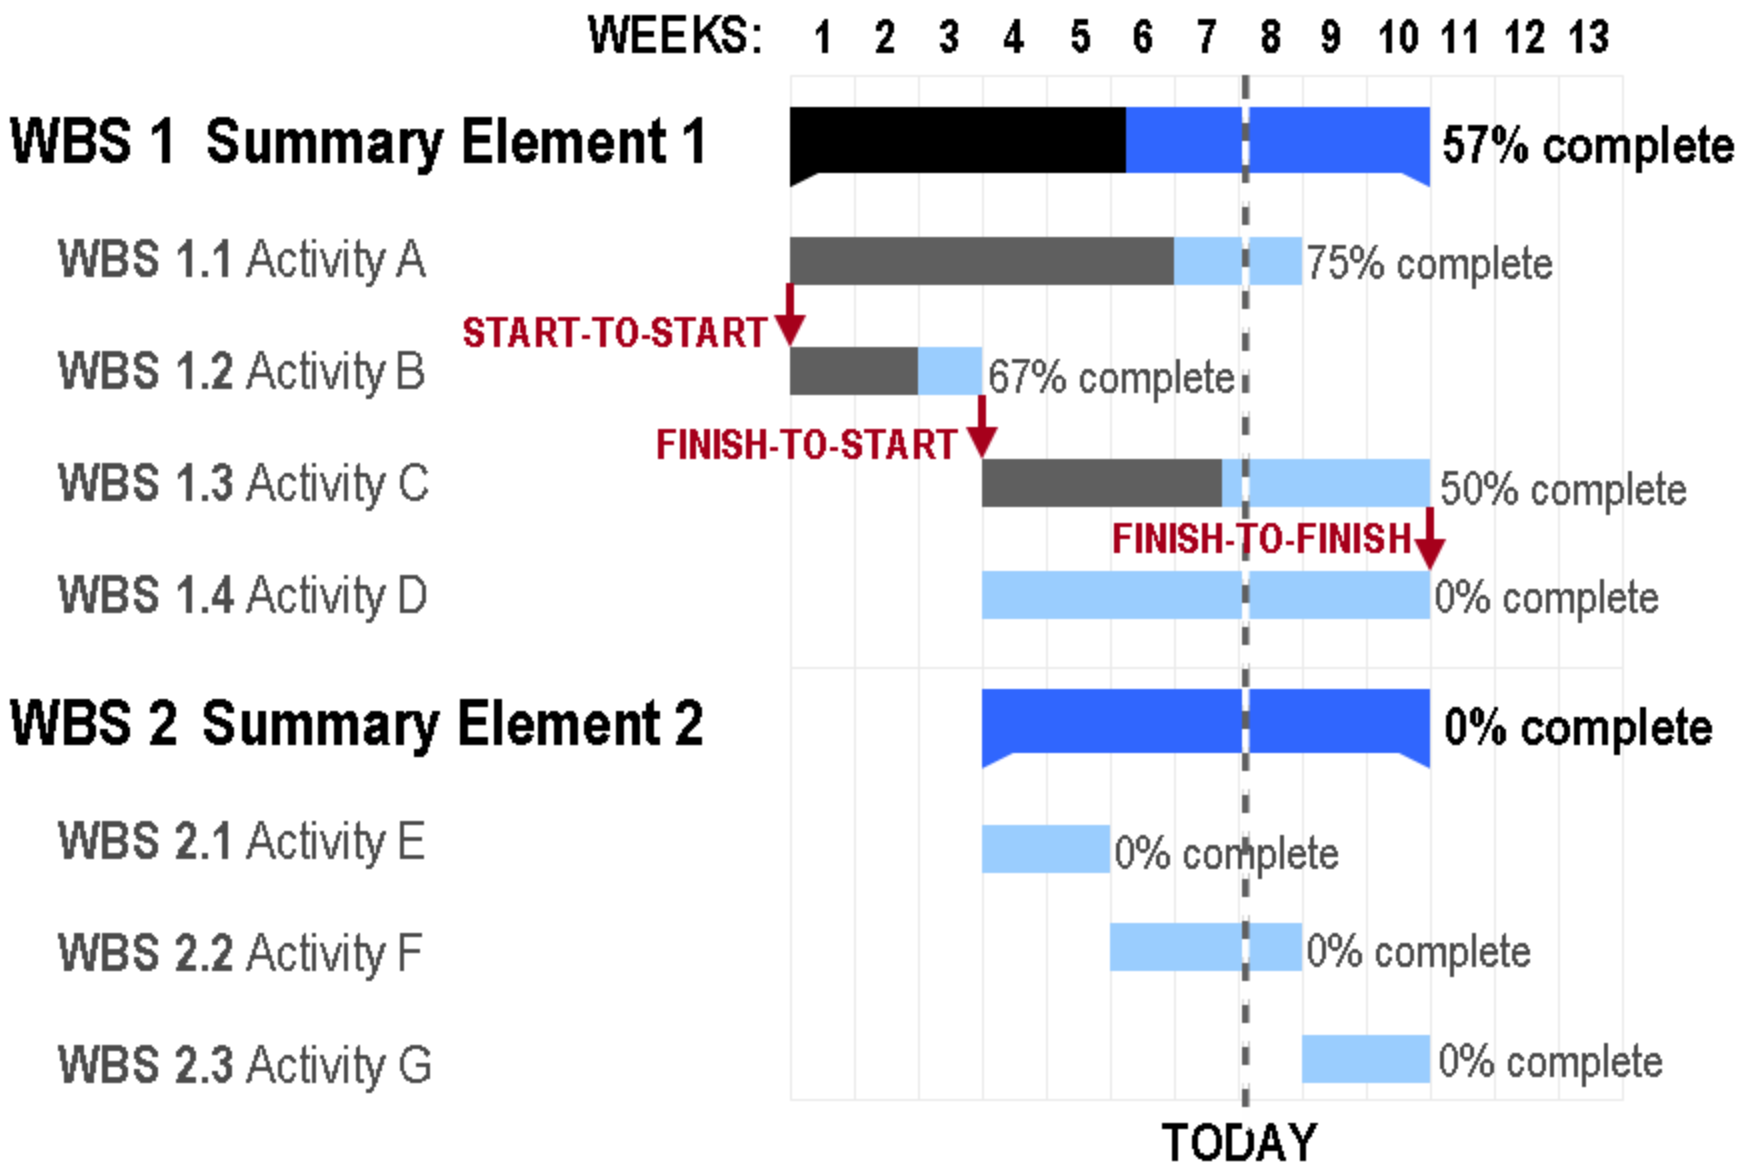 WEEKS: 1 2 3 4 5 6 7 8 9 10 11 12 13
WBS 1 Summary Element 1 57% complete
WBS 1.1 Activity A 75% complete
START-TO-START
WBS 1.2 Activity B 67% complete
FINISH-TO-START
WBS 1.3 Activity C 50% complete
FINISH-TO-FINISH
WBS 1.4 Activity D 0% complete
WBS 2 Summary Element 2 0% complete
WBS 2.1 Activity E 0% complete
WBS 2.2 Activity F 0% complete
WBS 2.3 Activity G 0% complete
TODAY